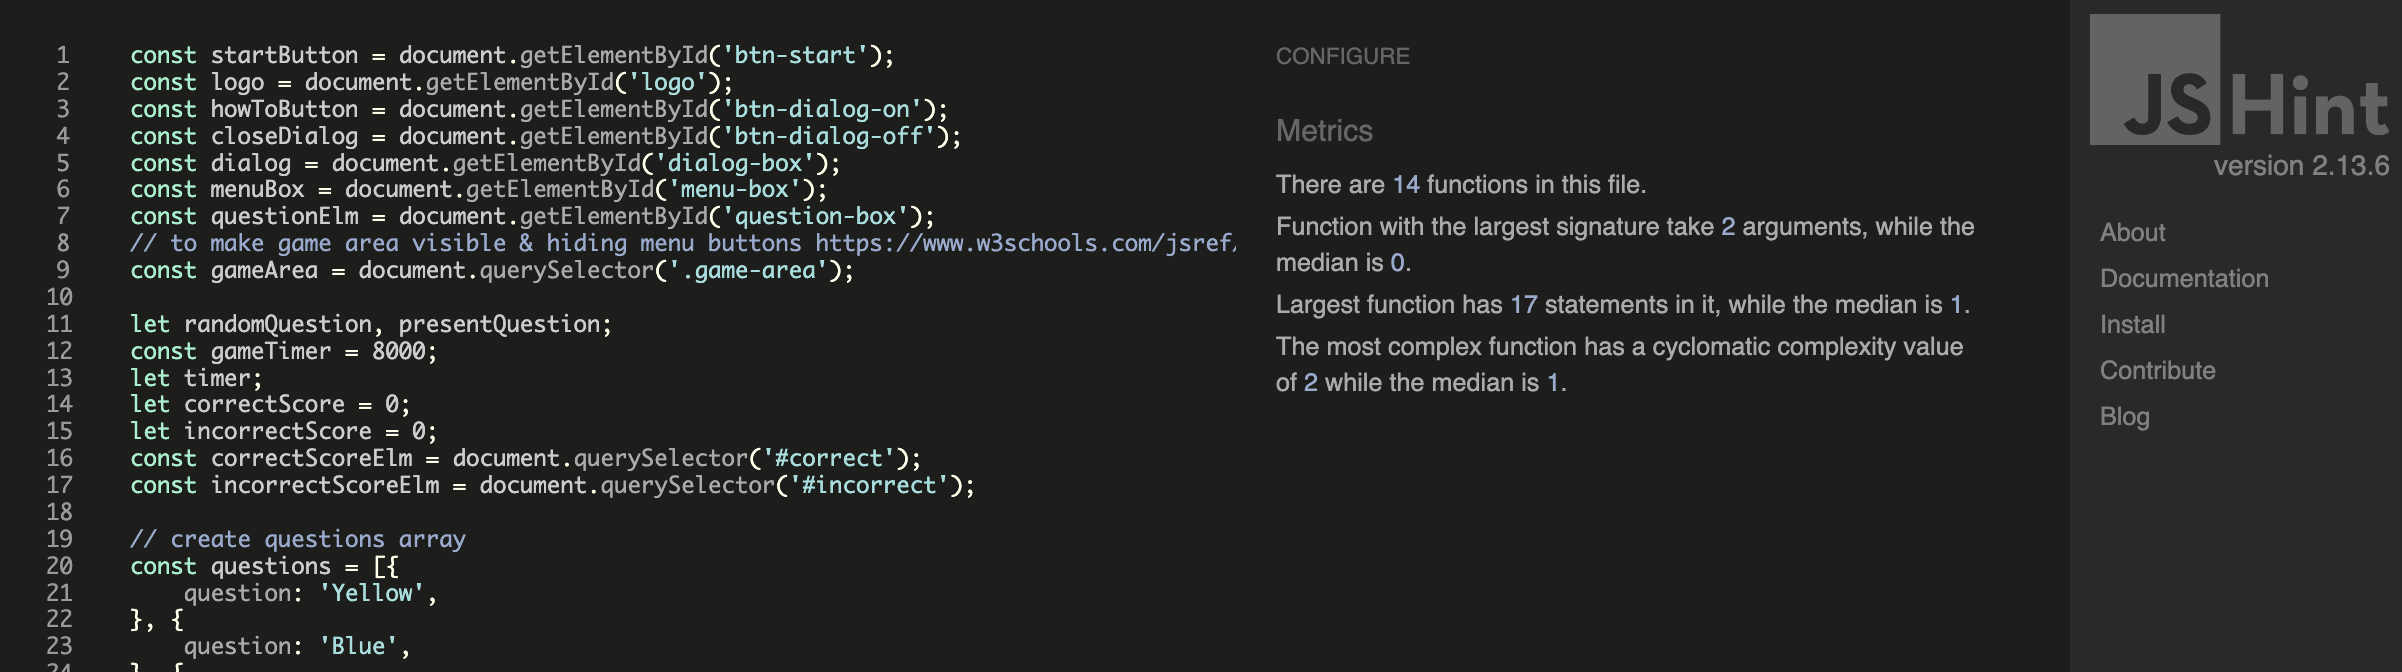 1 const startButton = document.getElementById('btn-start');
2 const logo = document.getElementById('logo');
3 const howToButton = document.getElementById('btn-dialog-on');
4 const closeDialog = document.getElementById('btn-dialog-off');
5 const dialog = document.getElementById('dialog-box');
6 const menuBox = document.getElementById('menu-box');
7 const questionElm = document.getElementById('question-box');
8 // to make game area visible & hiding menu buttons https://www.w3schools.com/jsref/
9 const gameArea = document.querySelector('.game-area');
10
11 let randomQuestion, presentQuestion;
12 const gameTimer = 8000;
13 let timer;
14 let correctScore = 0;
15 let incorrectScore = 0;
16 const correctScoreElm = document.querySelector('#correct');
17 const incorrectScoreElm = document.querySelector('#incorrect');
18
19 // create questions array
20 const questions = [{
21 question: 'Yellow',
22 }, {
23 question: 'Blue',
24 }, {
CONFIGURE
Metrics
There are 14 functions in this file.
Function with the largest signature take 2 arguments, while the
median is 0.
Largest function has 17 statements in it, while the median is 1.
The most complex function has a cyclomatic complexity value
of 2 while the median is 1.
JSHint
version 2.13.6
About
Documentation
Install
Contribute
Blog